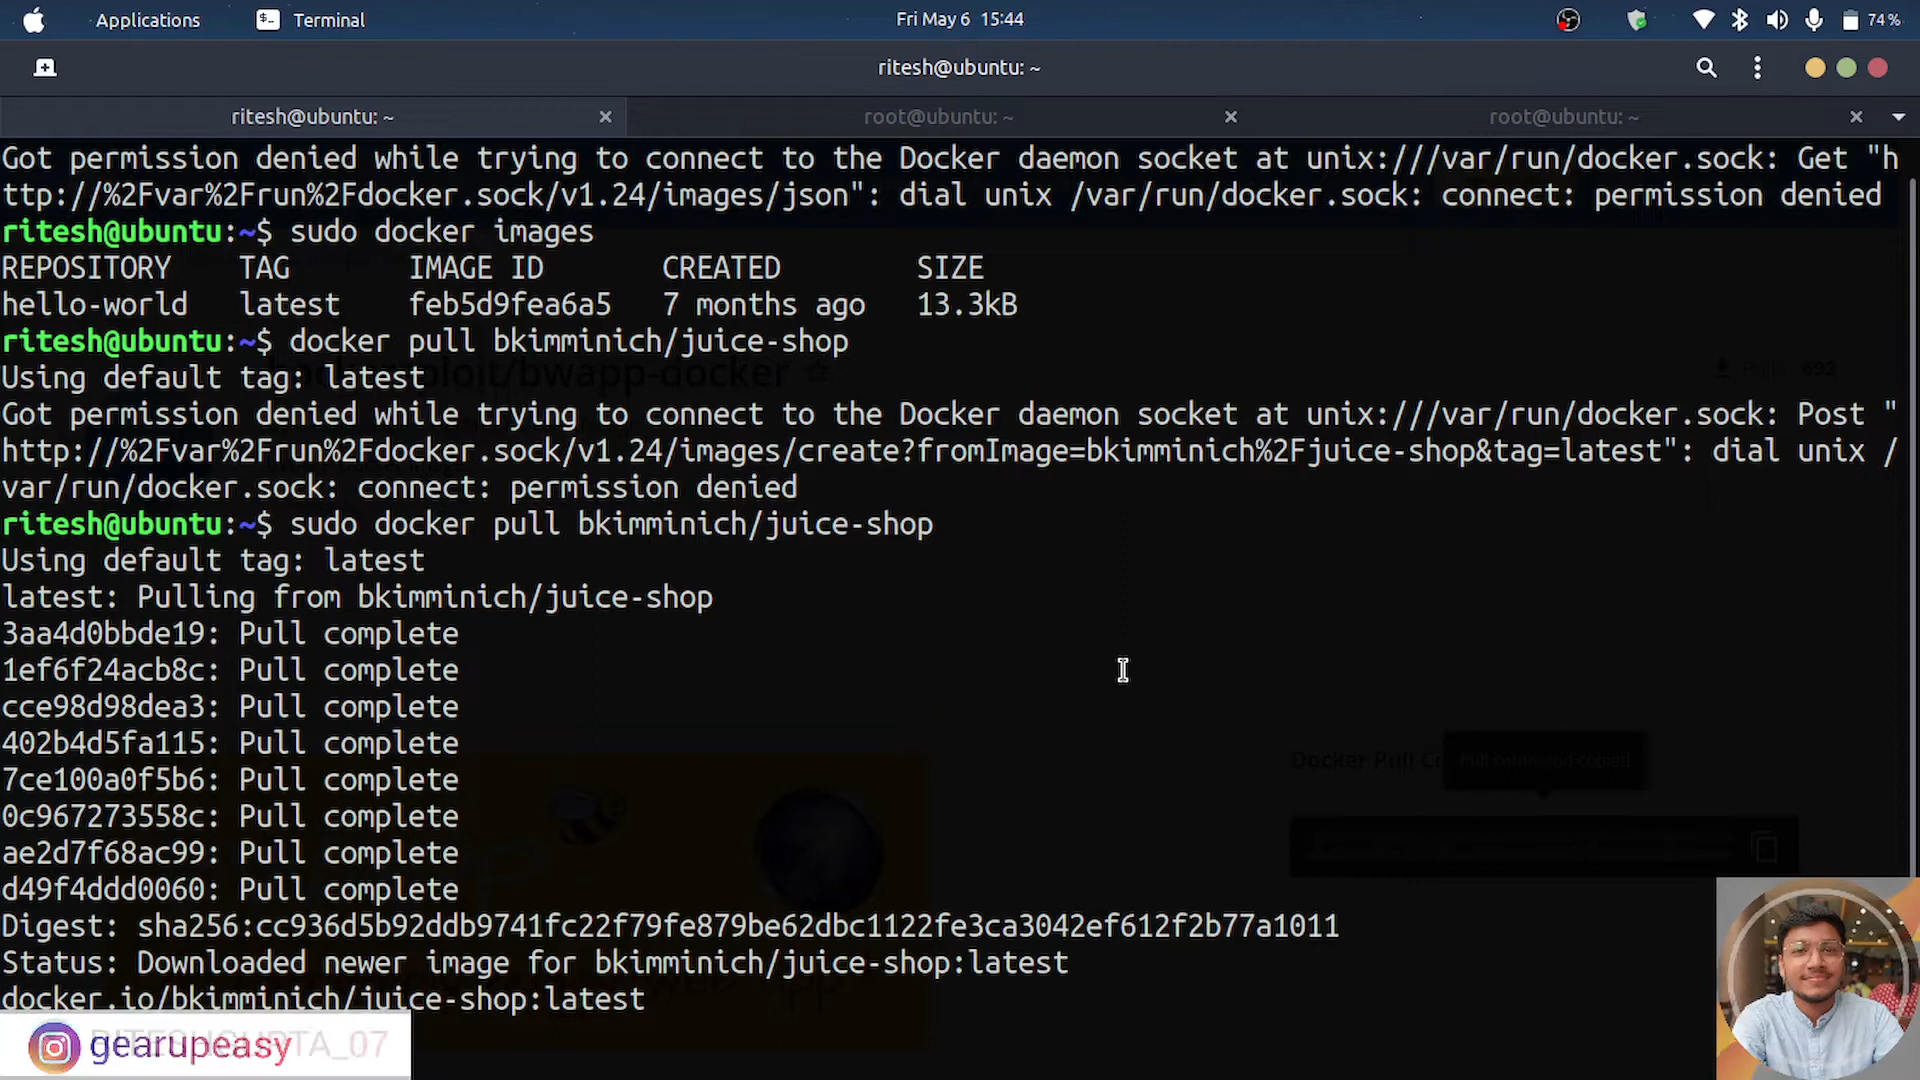 Applications
Terminal
Fri May 6 15:44
74 %
ritesh@ubuntu: ~
ritesh@ubuntu: ~
root@ubuntu: ~
root@ubuntu: ~
Got permission denied while trying to connect to the Docker daemon socket at unix:///var/run/docker.sock: Get "h
ttp://%2Fvar%2Frun%2Fdocker.sock/v1.24/images/json": dial unix /var/run/docker.sock: connect: permission denied
ritesh@ubuntu:~$ sudo docker images
REPOSITORY TAG IMAGE ID CREATED SIZE
hello-world latest feb5d9fea6a5 7 months ago 13.3kB
ritesh@ubuntu:~$ docker pull bkimminich/juice-shop
Using default tag: latest
Got permission denied while trying to connect to the Docker daemon socket at unix:///var/run/docker.sock: Post "
http://%2Fvar%2Frun%2Fdocker.sock/v1.24/images/create?fromImage=bkimminich%2Fjuice-shop&tag=latest": dial unix /
var/run/docker.sock: connect: permission denied
ritesh@ubuntu:~$ sudo docker pull bkimminich/juice-shop
Using default tag: latest
latest: Pulling from bkimminich/juice-shop
3aa4d0bbde19: Pull complete
1ef6f24acb8c: Pull complete
cce98d98dea3: Pull complete
402b4d5fa115: Pull complete
7ce100a0f5b6: Pull complete
0c967273558c: Pull complete
ae2d7f68ac99: Pull complete
d49f4ddd0060: Pull complete
Digest: sha256:cc936d5b92ddb9741fc22f79fe879be62dbc1122fe3ca3042ef612f2b77a1011
Status: Downloaded newer image for bkimminich/juice-shop:latest
docker.io/bkimminich/juice-shop:latest
gearupeasy